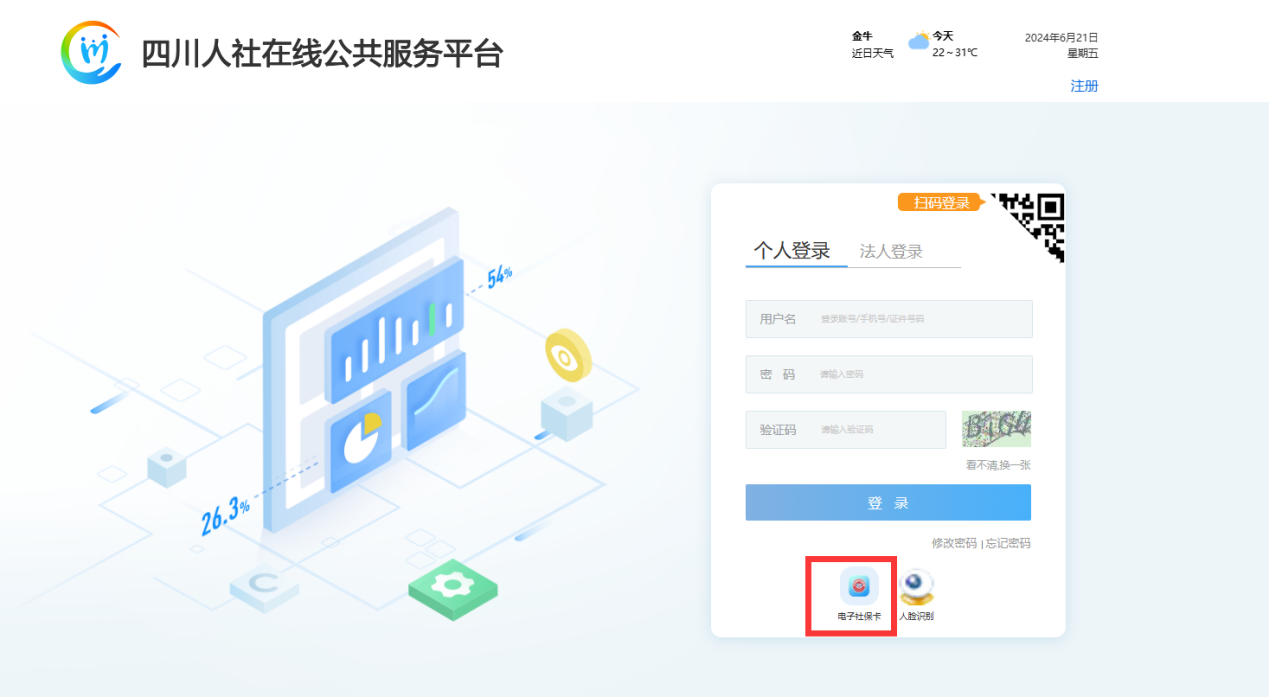 四川人社在线公共服务平台
金牛
近日天气
今天
22～31℃
2024年6月21日
星期五
注册
扫码登录
个人登录 法人登录
用户名 登录账号/手机号/证件号码
密 码 请输入密码
验证码 请输入验证码
看不清,换一张
登 录
修改密码 | 忘记密码
电子社保卡 人脸识别
54%
26.3%
C